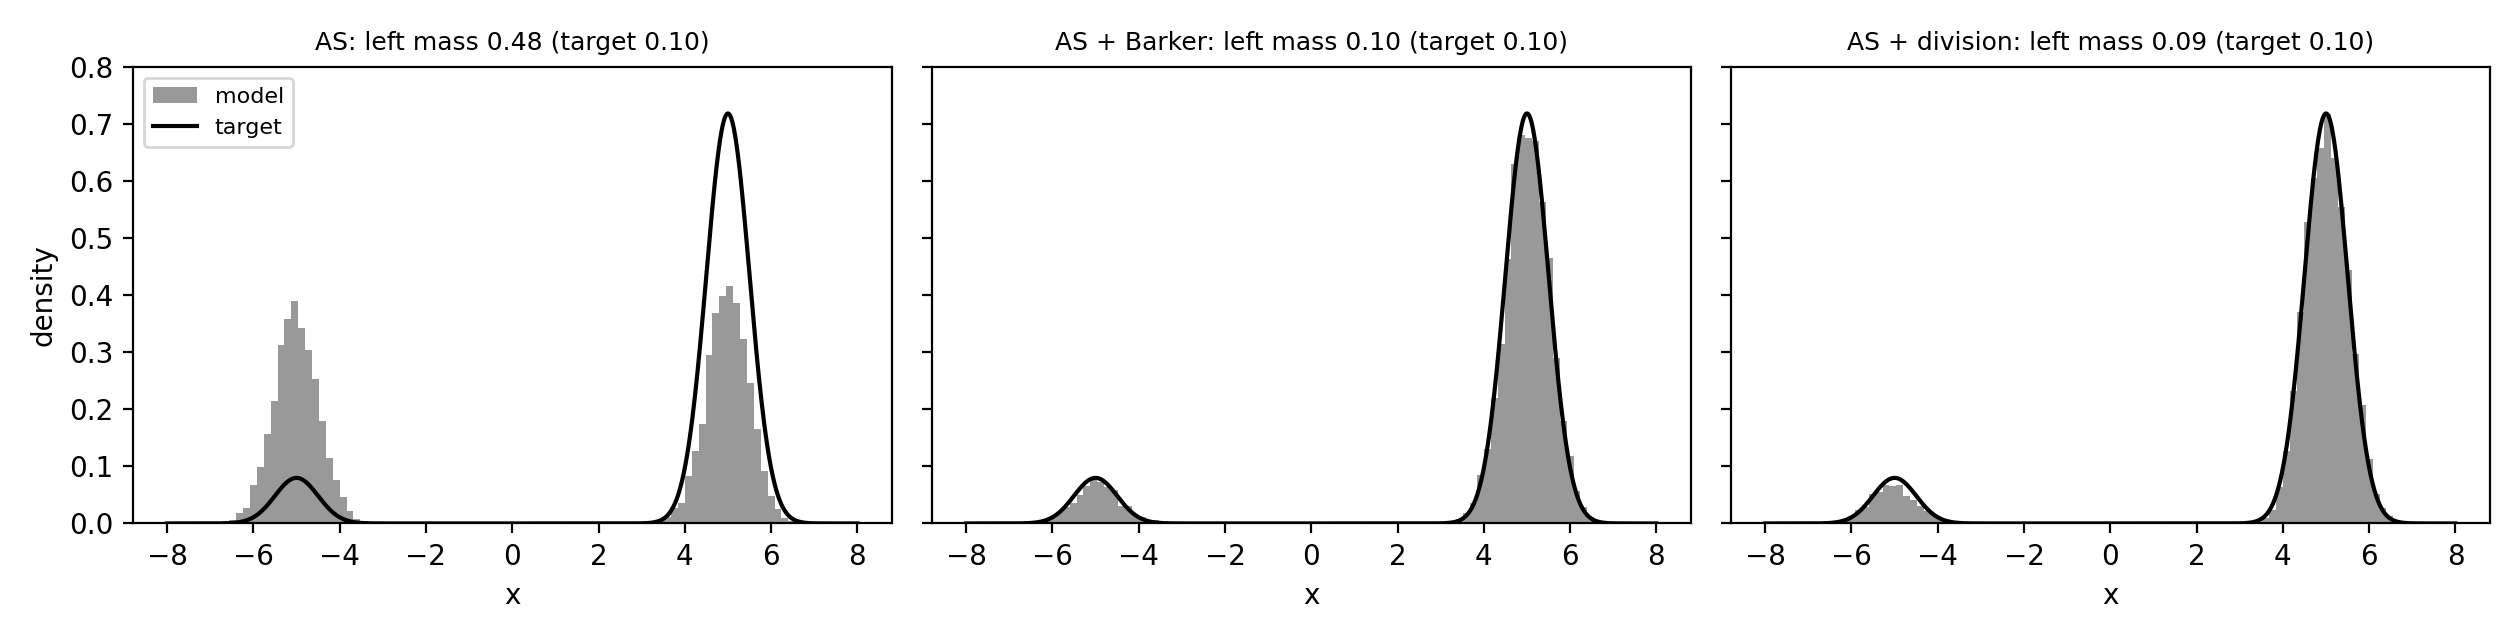 AS: left mass 0.48 (target 0.10)
0.8
0.7
0.6
0.5
0.4
0.3
0.2
0.1
0.0
density
model
target
−8 −6 −4 −2 0 2 4 6 8
x
AS + Barker: left mass 0.10 (target 0.10)
−8 −6 −4 −2 0 2 4 6 8
x
AS + division: left mass 0.09 (target 0.10)
−8 −6 −4 −2 0 2 4 6 8
x